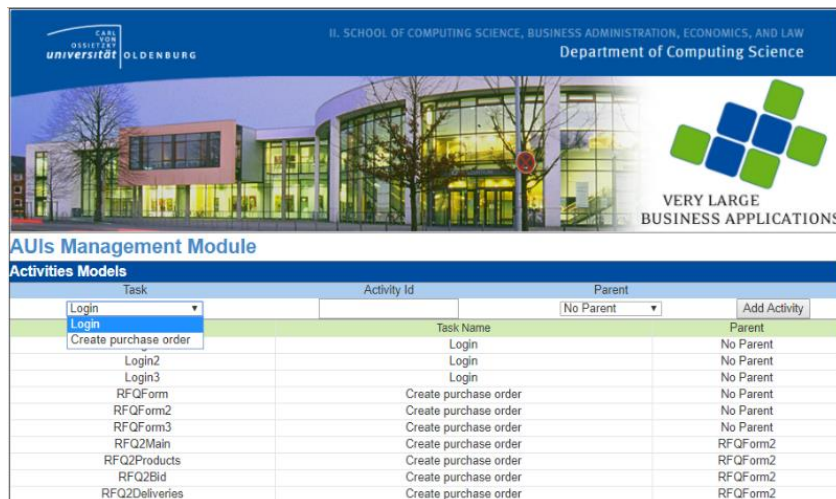 CARL
VON
OSSIETZKY
universität OLDENBURG
II. SCHOOL OF COMPUTING SCIENCE, BUSINESS ADMINISTRATION, ECONOMICS, AND LAW
Department of Computing Science
VERY LARGE
BUSINESS APPLICATIONS
AUIs Management Module
Activities Models
Task Activity Id Parent
Login No Parent Add Activity
Login
Create purchase order
Task Name Parent
Login No Parent
Login2 Login No Parent
Login3 Login No Parent
RFQForm Create purchase order No Parent
RFQForm2 Create purchase order No Parent
RFQForm3 Create purchase order No Parent
RFQ2Main Create purchase order RFQForm2
RFQ2Products Create purchase order RFQForm2
RFQ2Bid Create purchase order RFQForm2
RFQ2Deliveries Create purchase order RFQForm2